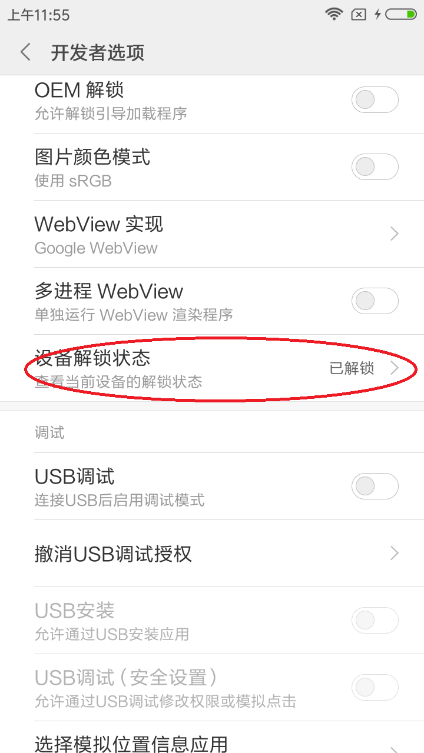 上午11:55
开发者选项
OEM 解锁
允许解锁引导加载程序
图片颜色模式
使用 sRGB
WebView 实现
Google WebView
多进程 WebView
单独运行 WebView 渲染程序
设备解锁状态
已解锁
查看当前设备的解锁状态
调试
USB调试
连接USB后启用调试模式
撤消USB调试授权
USB安装
允许通过USB安装应用
USB调试（安全设置）
允许通过USB调试修改权限或模拟点击
选择模拟位置信息应用